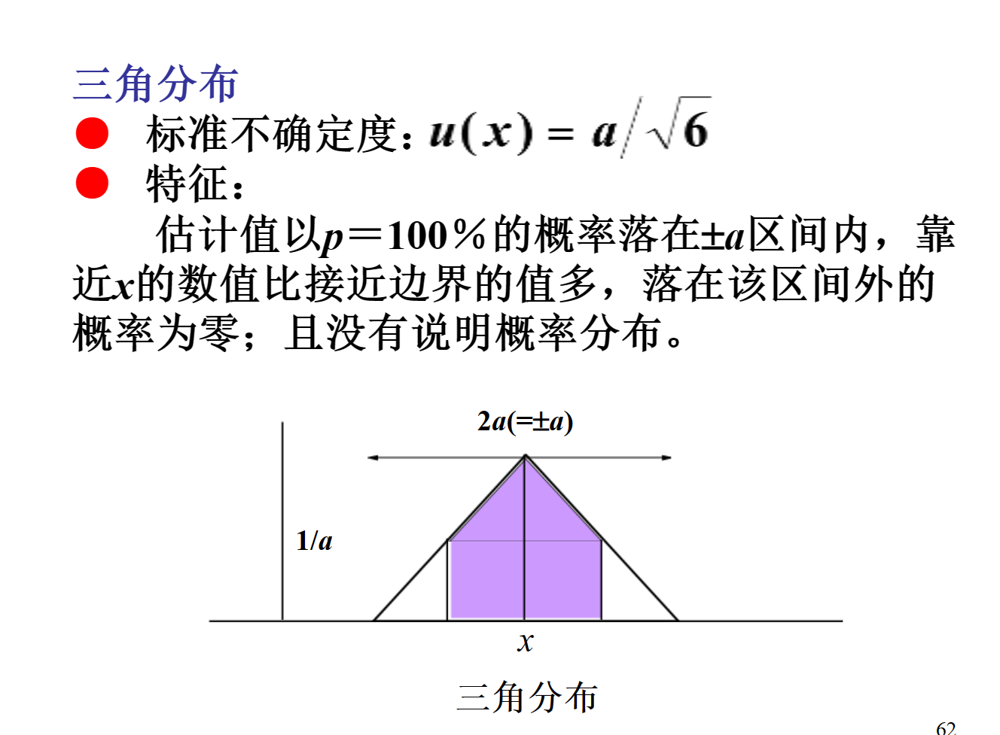 三角分布
● 标准不确定度：u(x) = a/√6
● 特征：
估计值以p＝100％的概率落在±a区间内，靠
近x的数值比接近边界的值多，落在该区间外的
概率为零；且没有说明概率分布。
2a(=±a)
1/a
x
三角分布
62